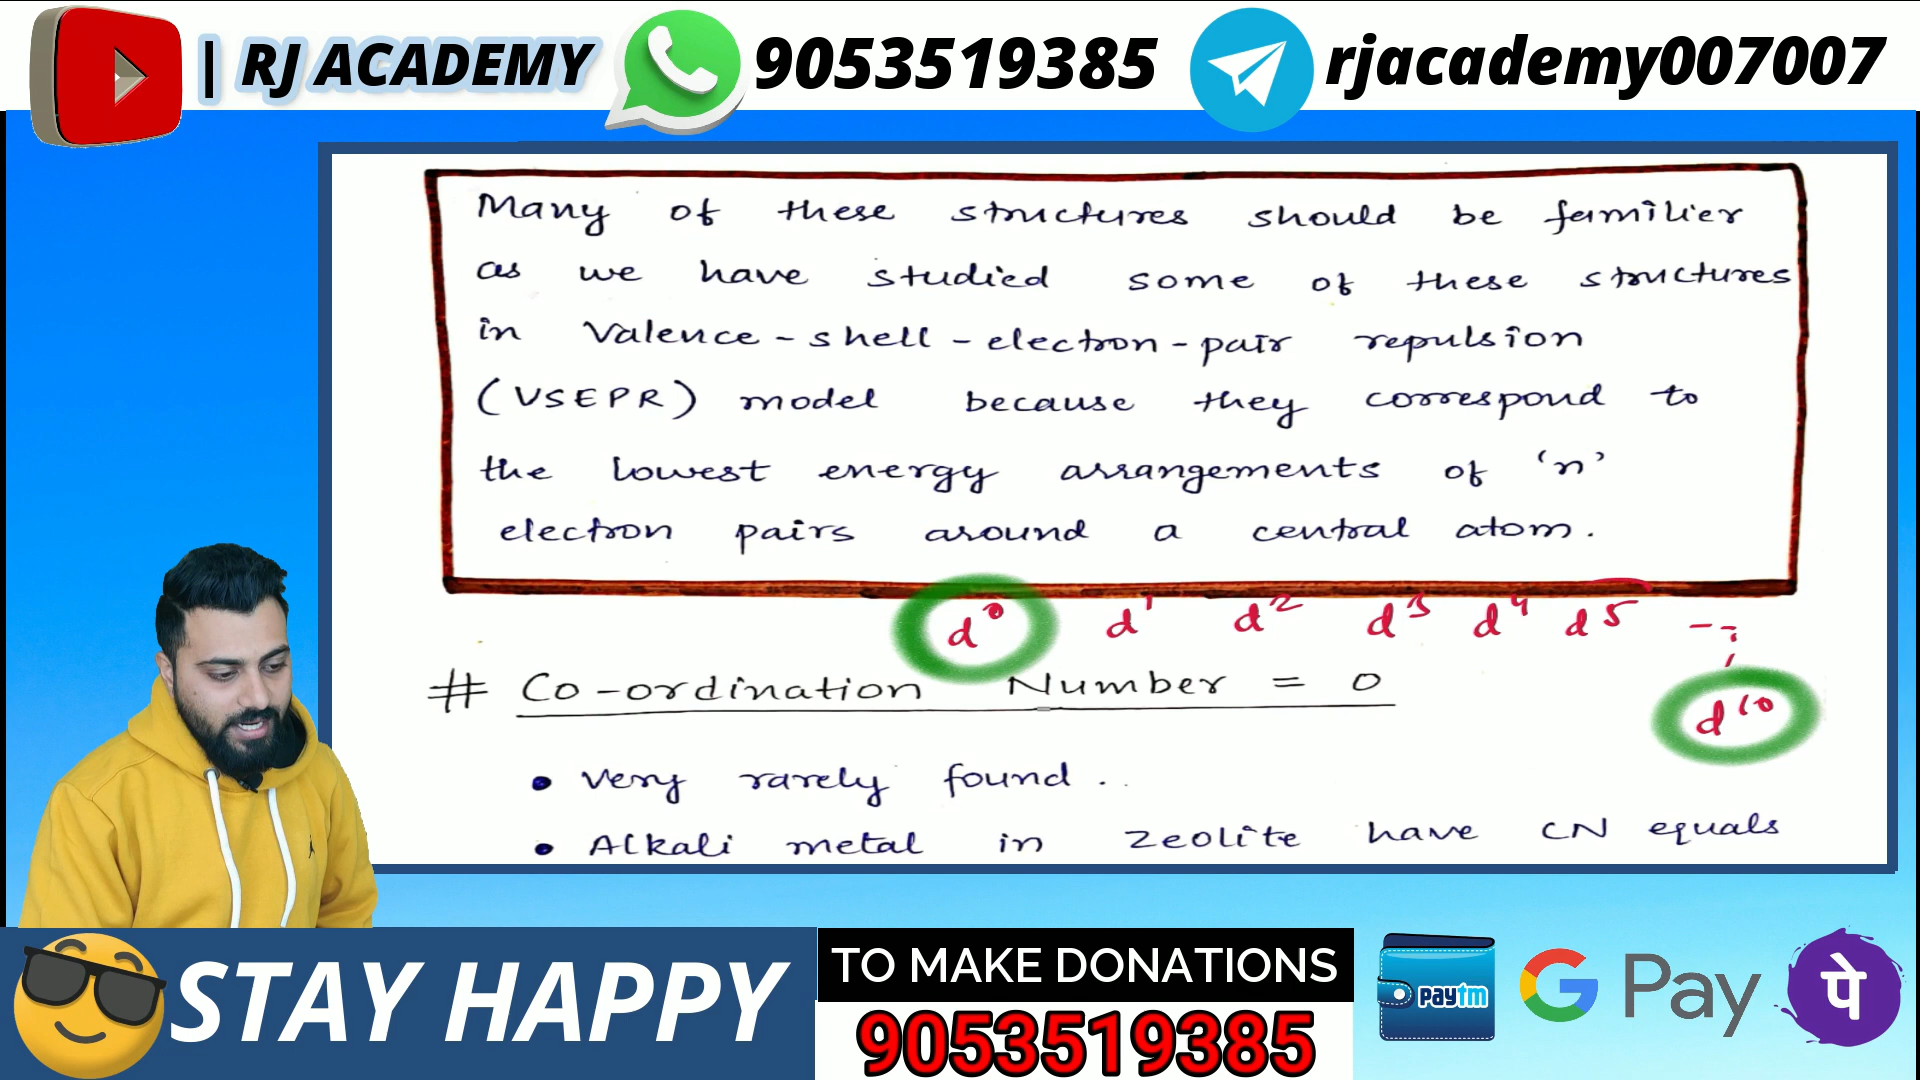 | RJ ACADEMY
9053519385
rjacademy007007
Many of these structures should be familier
as we have studied some of these structures
in Valence-shell-electron-pair repulsion
(VSEPR) model because they correspond to
the lowest energy arrangements of 'n'
electron pairs around a central atom.
d⁰ d¹ d² d³ d⁴ d⁵ --,
d¹⁰
# Co-ordination Number = 0
• Very rarely found.
• Alkali metal in Zeolite have CN equals
STAY HAPPY
TO MAKE DONATIONS
9053519385
paytm
G Pay
पे